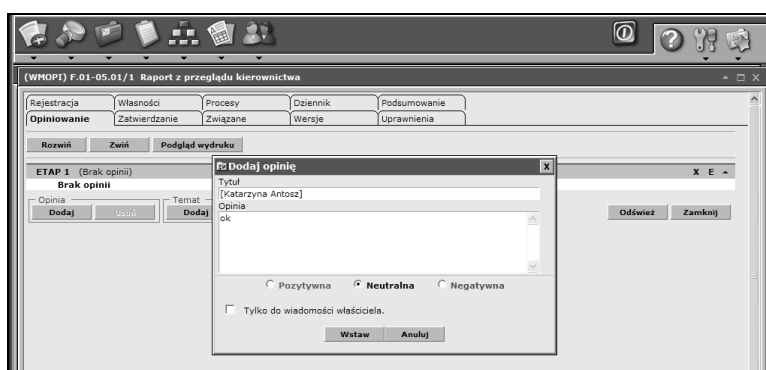 (WMOPI) F.01-05.01/1 Raport z przeglądu kierownictwa
Rejestracja Własności Procesy Dziennik Podsumowanie
Opiniowanie Zatwierdzanie Związane Wersje Uprawnienia
Rozwiń Zwiń Podgląd wydruku
Dodaj opinię X
ETAP 1 (Brak opinii) X E
Brak opinii
Tytuł
[Katarzyna Antosz]
Opinia Temat
Opinia
Dodaj Usuń Dodaj Odśwież Zamknij
ok
Pozytywna Neutralna Negatywna
Tylko do wiadomości właściciela.
Wstaw Anuluj